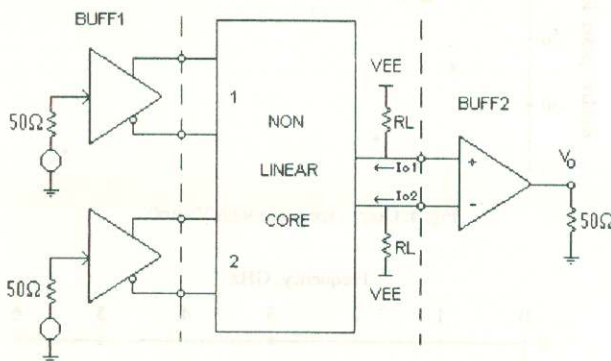 BUFF1
VEE
50Ω
1
RL
BUFF2
NON
LINEAR
CORE
Io1
Io2
+
-
Vo
50Ω
50Ω
2
RL
VEE